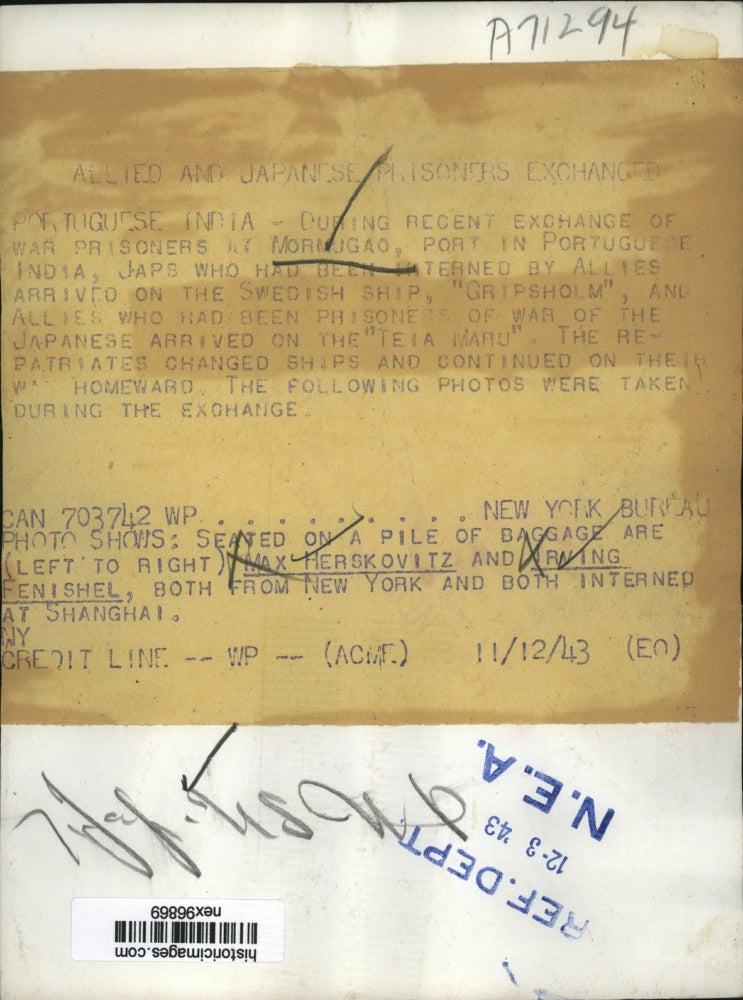 A71294
ALLIED AND JAPANESE PRISONERS EXCHANGED
PORTUGUESE INDIA - DURING RECENT EXCHANGE OF
WAR PRISONERS AT MORMUGAO, PORT IN PORTUGUESE
INDIA, JAPS WHO HAD BEEN INTERNED BY ALLIES
ARRIVED ON THE SWEDISH SHIP, "GRIPSHOLM", AND
ALLIES WHO HAD BEEN PRISONERS OF WAR OF THE
JAPANESE ARRIVED ON THE "TEIA MARU". THE RE-
PATRIATES CHANGED SHIPS AND CONTINUED ON THEIR
WAY HOMEWARD. THE FOLLOWING PHOTOS WERE TAKEN
DURING THE EXCHANGE.
CAN 703742 WP . . . . . . . . . . NEW YORK BUREAU
PHOTO SHOWS: SEATED ON A PILE OF BAGGAGE ARE
(LEFT TO RIGHT) MAX HERSKOVITZ AND IRVING
FENISHEL, BOTH FROM NEW YORK AND BOTH INTERNED
AT SHANGHAI.
NY
CREDIT LINE -- WP -- (ACME) 11/12/43 (EO)
N.E.A.
12-3 '43
REF. DEPT.
historicimages.com
nex96869